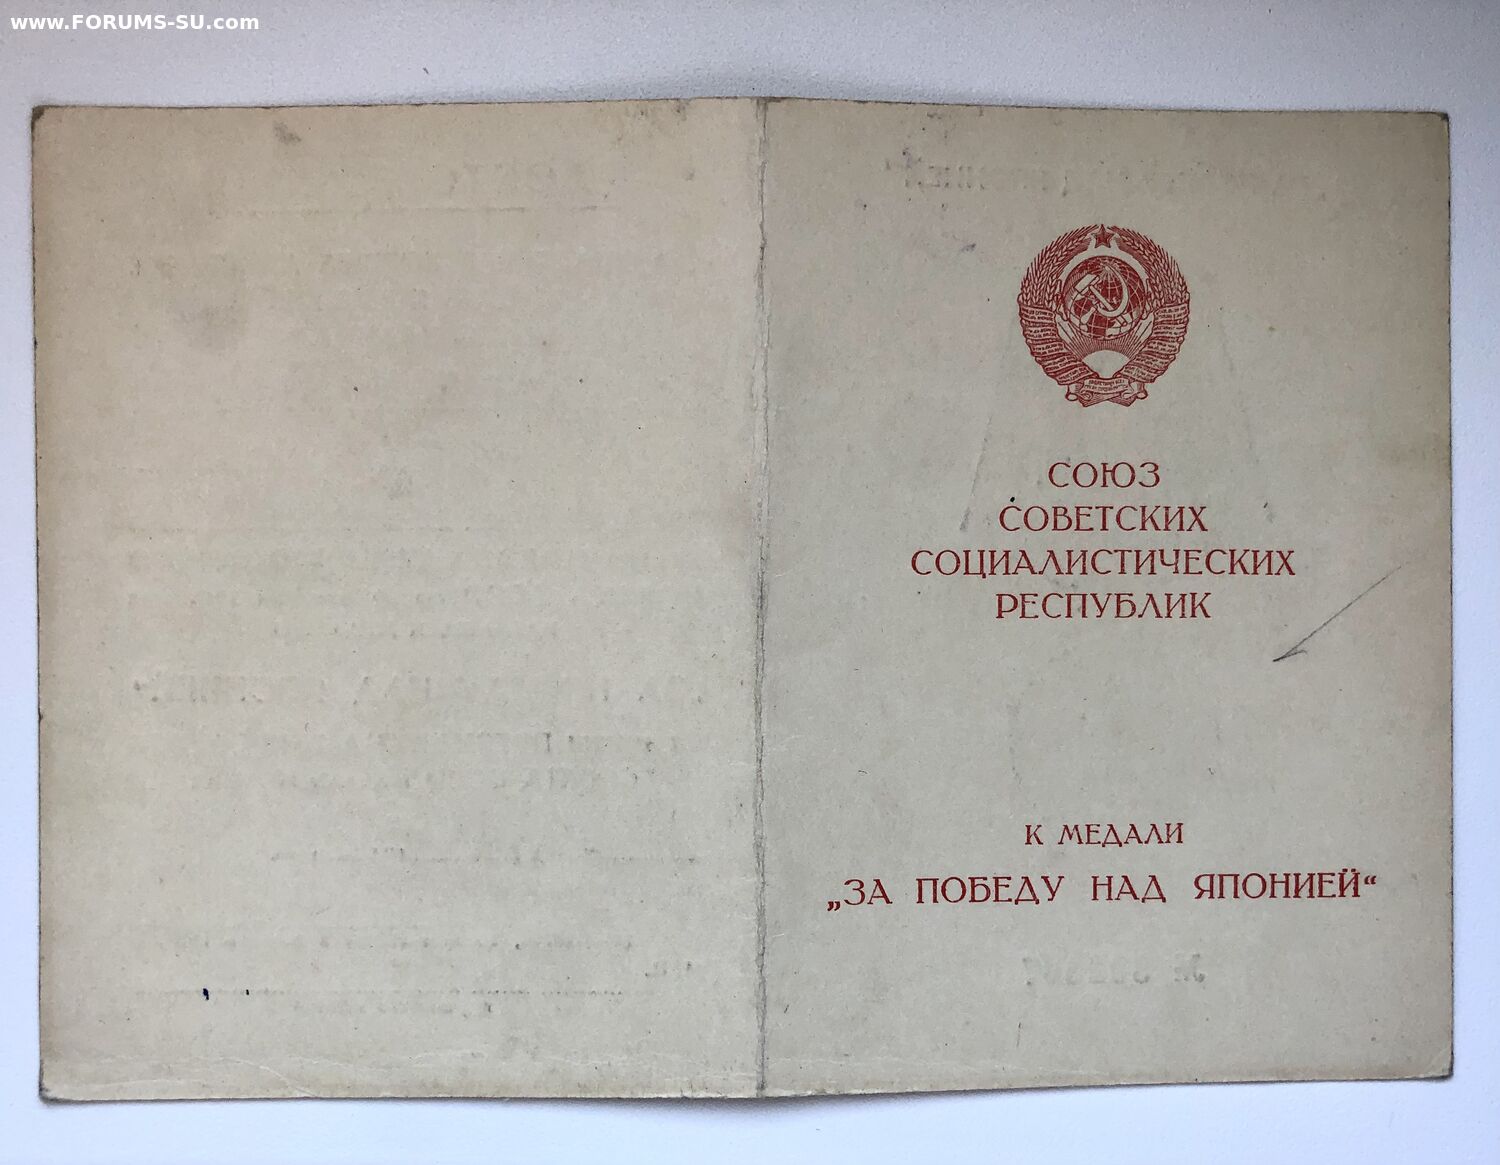 www.FORUMS-SU.com
СОЮЗ
СОВЕТСКИХ
СОЦИАЛИСТИЧЕСКИХ
РЕСПУБЛИК
К МЕДАЛИ
„ЗА ПОБЕДУ НАД ЯПОНИЕЙ“